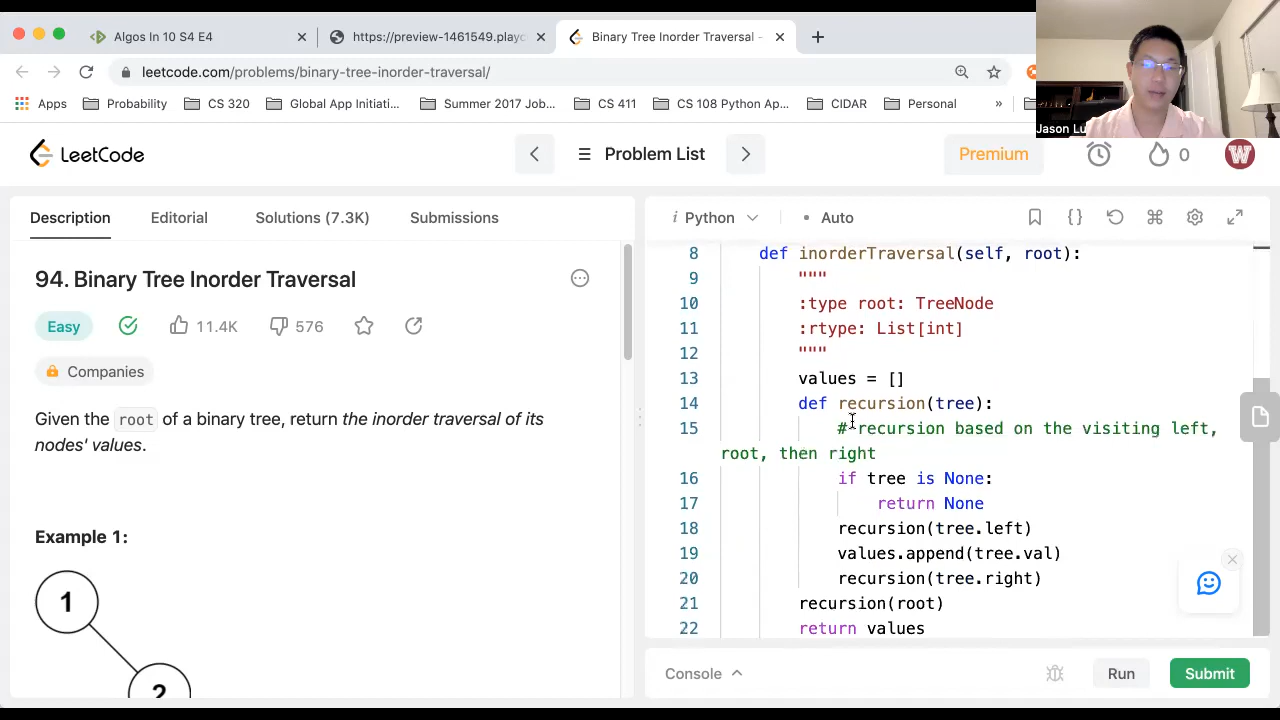 Algos In 10 S4 E4
https://preview-1461549.playc
Binary Tree Inorder Traversal -
leetcode.com/problems/binary-tree-inorder-traversal/
Apps
Probability
CS 320
Global App Initiati...
Summer 2017 Job...
CS 411
CS 108 Python Ap...
CIDAR
Personal
»
Jason Lu
LeetCode
Problem List
Premium
0
Description
Editorial
Solutions (7.3K)
Submissions
94. Binary Tree Inorder Traversal
Easy
11.4K
576
Companies
Given the root of a binary tree, return the inorder traversal of its
nodes' values.
Example 1:
1
2
i Python
• Auto
8 def inorderTraversal(self, root):
9 """
10 :type root: TreeNode
11 :rtype: List[int]
12 """
13 values = []
14 def recursion(tree):
15 # recursion based on the visiting left,
root, then right
16 if tree is None:
17 return None
18 recursion(tree.left)
19 values.append(tree.val)
20 recursion(tree.right)
21 recursion(root)
22 return values
Console
Run
Submit